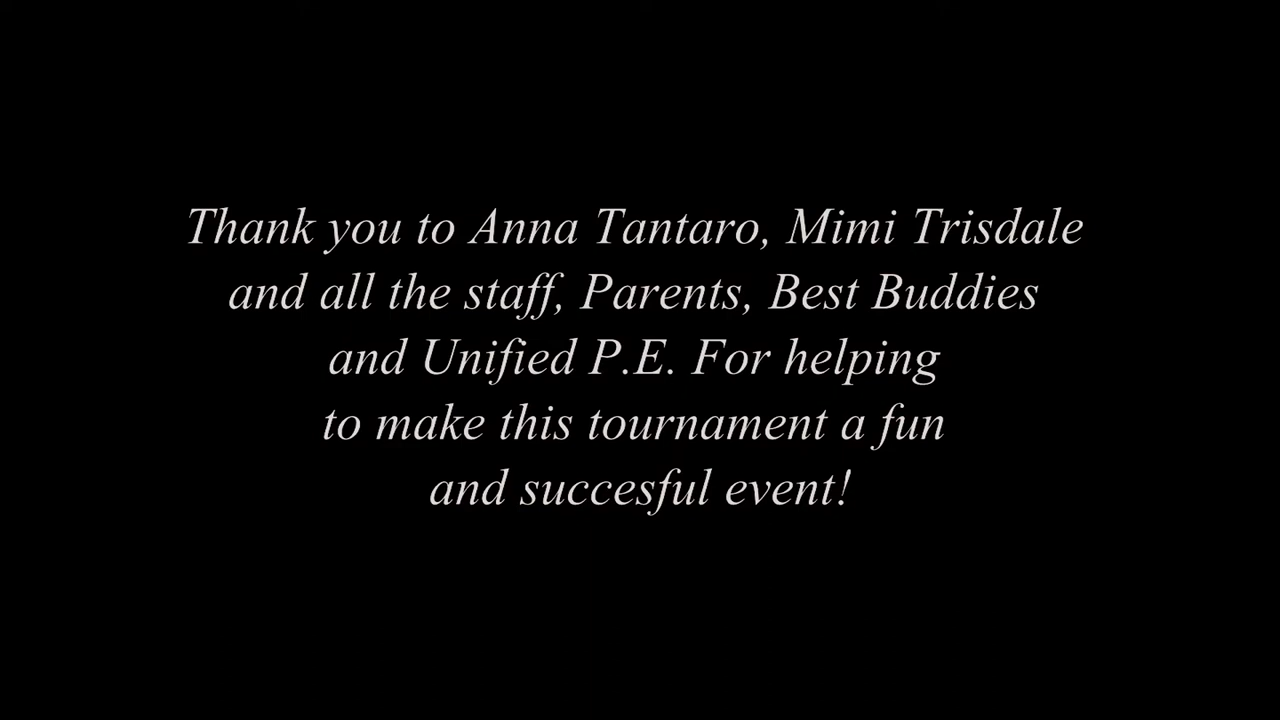 Thank you to Anna Tantaro, Mimi Trisdale
and all the staff, Parents, Best Buddies
and Unified P.E. For helping
to make this tournament a fun
and succesful event!